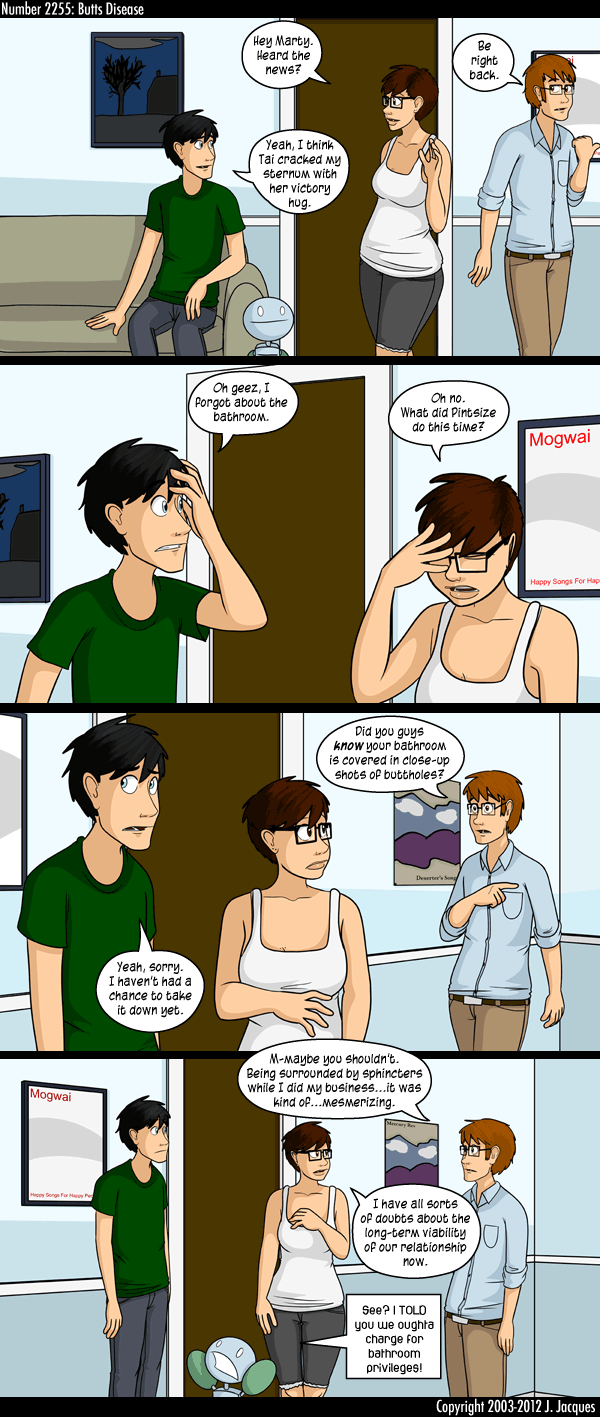 Number 2255: Butts Disease
Hey Marty.
Heard the
news?
Yeah, I think
Tai cracked my
sternum with
her victory
hug.
Be
right
back.
Oh geez, I
forgot about the
bathroom.
Oh no.
What did Pintsize
do this time?
Mogwai
Happy Songs For Hap
Did you guys
know your bathroom
is covered in close-up
shots of buttholes?
Deserter's Song
Yeah, sorry.
I haven't had a
chance to take
it down yet.
M-maybe you shouldn't.
Being surrounded by sphincters
while I did my business...it was
kind of...mesmerizing.
Mogwai
Happy Songs For Happy Peo
Mercury Rev
I have all sorts
of doubts about the
long-term viability
of our relationship
now.
See? I TOLD
you we oughta
charge for
bathroom
privileges!
Copyright 2003-2012 J. Jacques